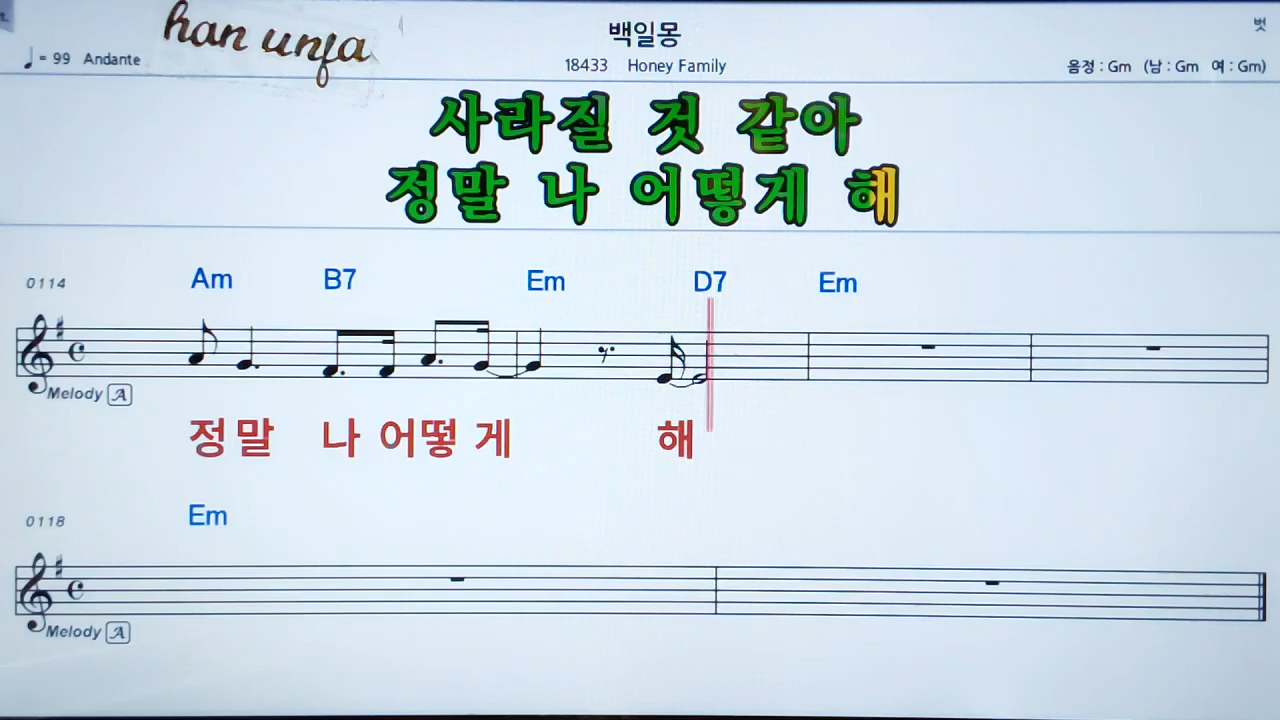 han unja
백일몽
벗
♩= 99 Andante
18433 Honey Family
음정 : Gm (남 : Gm 여 : Gm)
사라질 것 같아
정말 나 어떻게 해
0114 Am B7 Em D7 Em
Melody A
정말 나 어떻게 해
0118 Em
Melody A